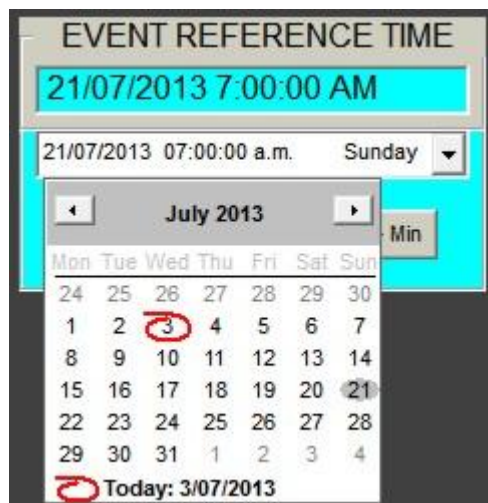 EVENT REFERENCE TIME
21/07/2013 7:00:00 AM
21/07/2013 07:00:00 a.m. Sunday
July 2013
Min
Mon Tue Wed Thu Fri Sat Sun
24 25 26 27 28 29 30
1 2 3 4 5 6 7
8 9 10 11 12 13 14
15 16 17 18 19 20 21
22 23 24 25 26 27 28
29 30 31 1 2 3 4
Today: 3/07/2013